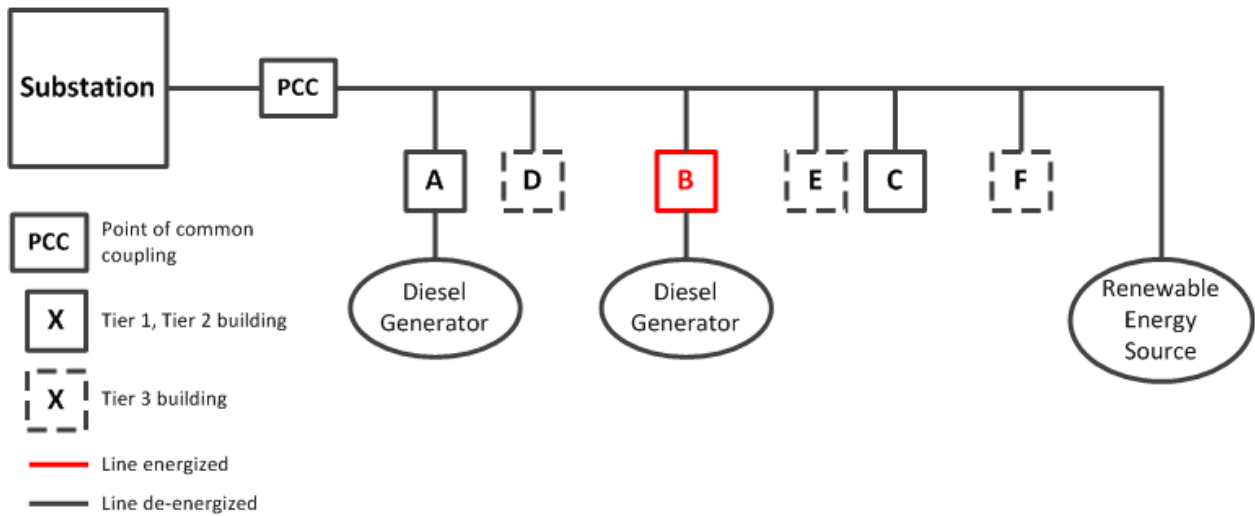 Substation
PCC
A
D
B
E
C
F
Diesel
Generator
Diesel
Generator
Renewable
Energy
Source
PCC
Point of common
coupling
X
Tier 1, Tier 2 building
X
Tier 3 building
Line energized
Line de-energized